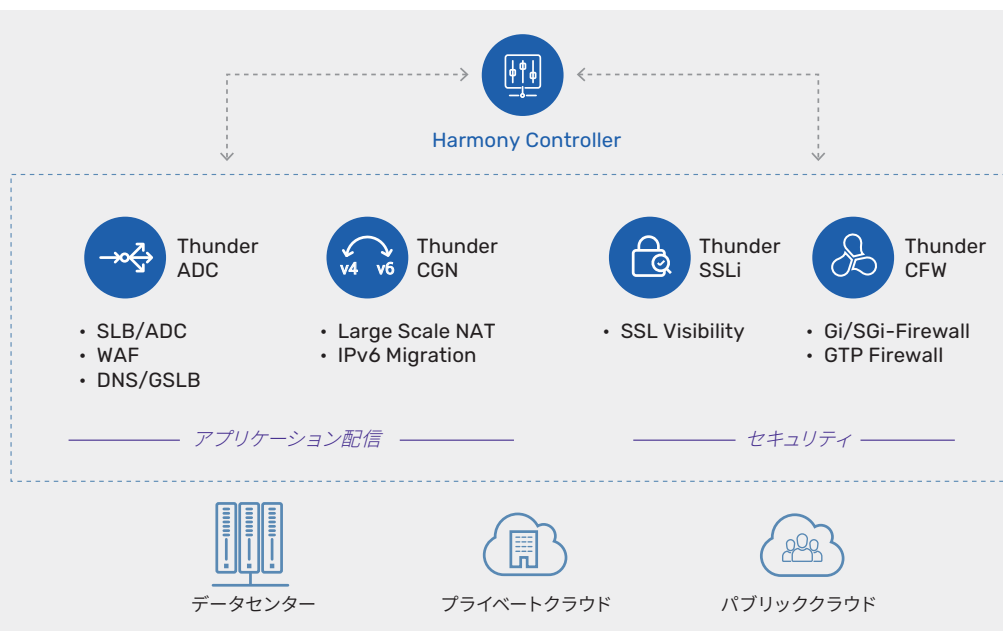 Harmony Controller
Thunder
ADC
・ SLB/ADC
・ WAF
・ DNS/GSLB
v4 v6
Thunder
CGN
・ Large Scale NAT
・ IPv6 Migration
アプリケーション配信
Thunder
SSLi
・ SSL Visibility
Thunder
CFW
・ Gi/SGi-Firewall
・ GTP Firewall
セキュリティ
データセンター
プライベートクラウド
パブリッククラウド